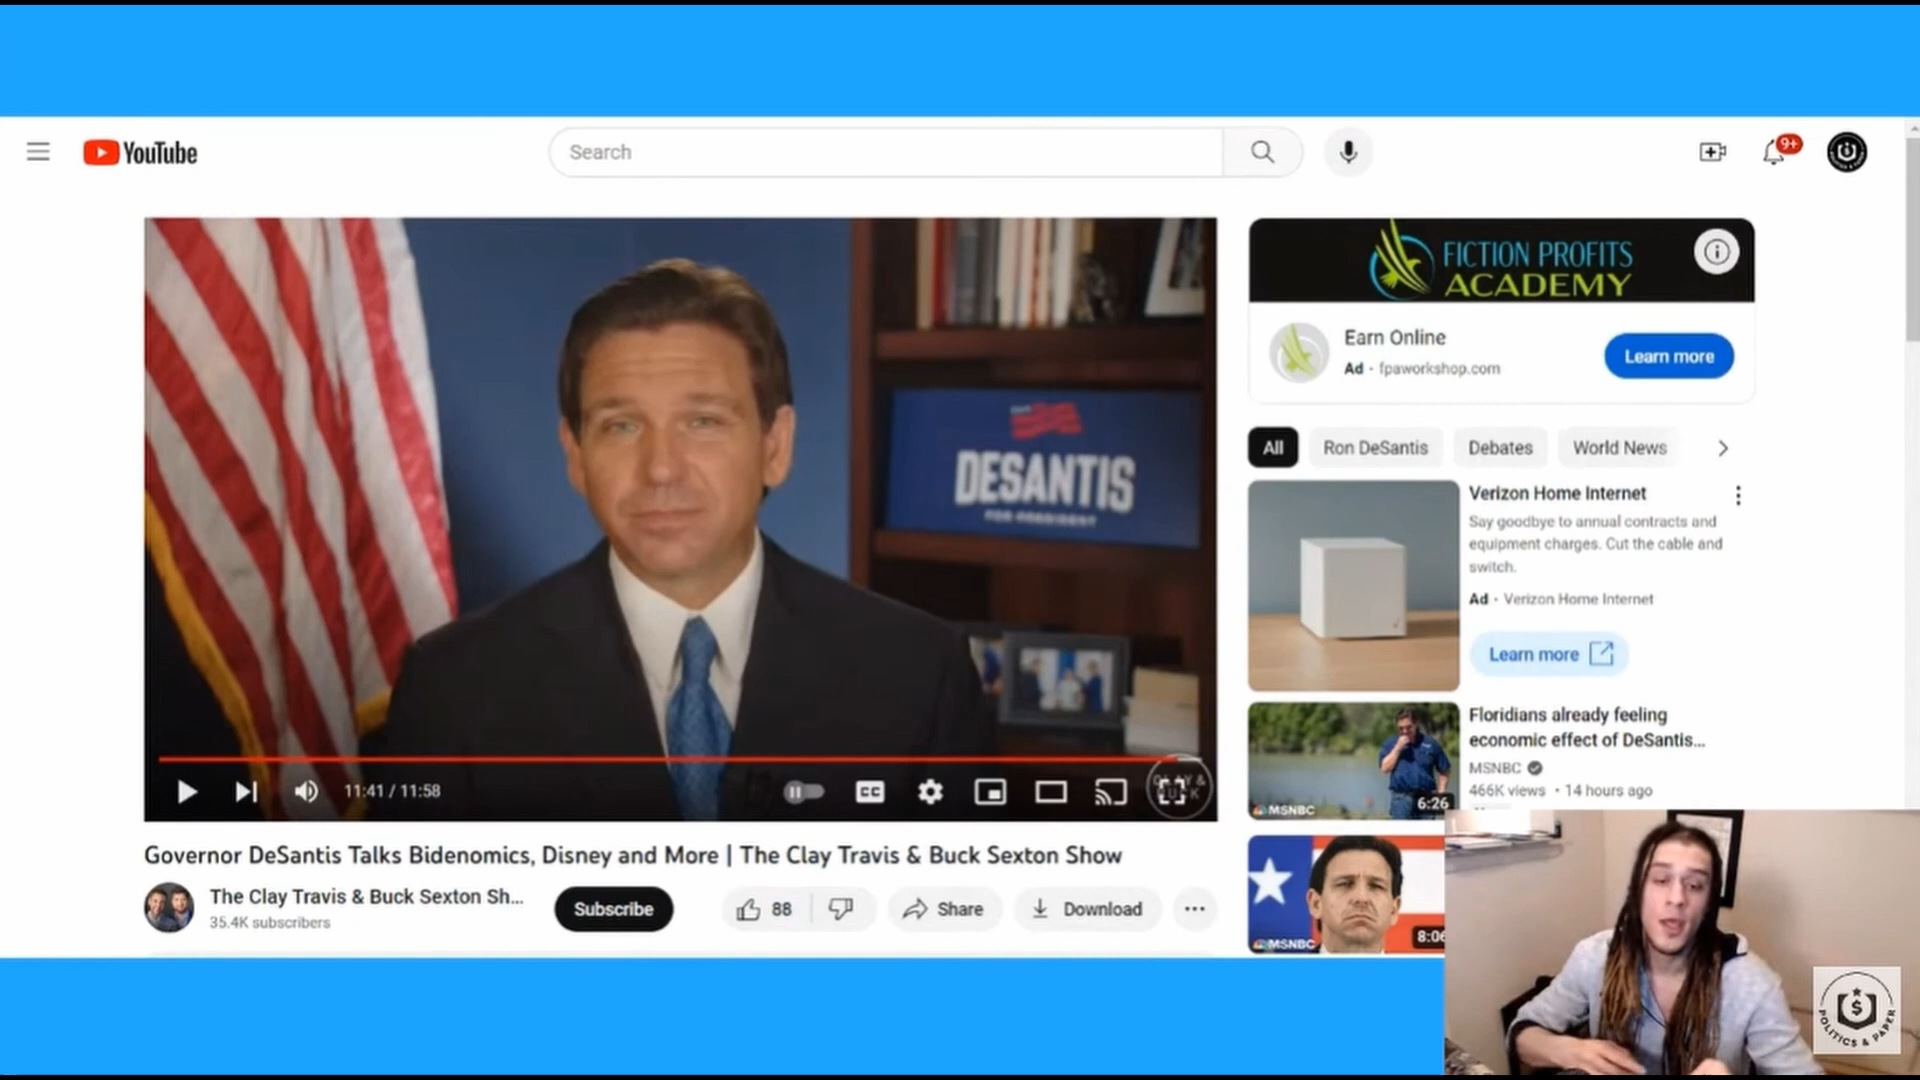 YouTube
Search
9+
DESANTIS
FOR PRESIDENT
11:41 / 11:58
CC
Governor DeSantis Talks Bidenomics, Disney and More | The Clay Travis & Buck Sexton Show
The Clay Travis & Buck Sexton Sh...
35.4K subscribers
Subscribe
88
Share
Download
FICTION PROFITS
ACADEMY
Earn Online
Ad · fpaworkshop.com
Learn more
All
Ron DeSantis
Debates
World News
Verizon Home Internet
Say goodbye to annual contracts and
equipment charges. Cut the cable and
switch.
Ad · Verizon Home Internet
Learn more
Floridians already feeling
economic effect of DeSantis...
MSNBC
466K views · 14 hours ago
MSNBC
6:26
MSNBC
8:06
POLITICS & PAPER